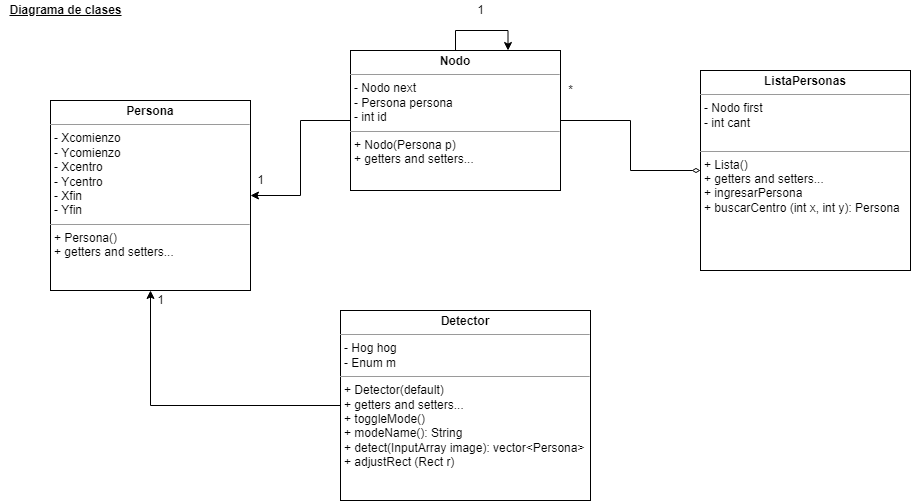 Diagrama de clases
1
Nodo
- Nodo next
- Persona persona
- int id
+ Nodo(Persona p)
+ getters and setters...
*
ListaPersonas
- Nodo first
- int cant
+ Lista()
+ getters and setters...
+ ingresarPersona
+ buscarCentro (int x, int y): Persona
Persona
- Xcomienzo
- Ycomienzo
- Xcentro
- Ycentro
- Xfin
- Yfin
+ Persona()
+ getters and setters...
1
1
Detector
- Hog hog
- Enum m
+ Detector(default)
+ getters and setters...
+ toggleMode()
+ modeName(): String
+ detect(InputArray image): vector<Persona>
+ adjustRect (Rect r)